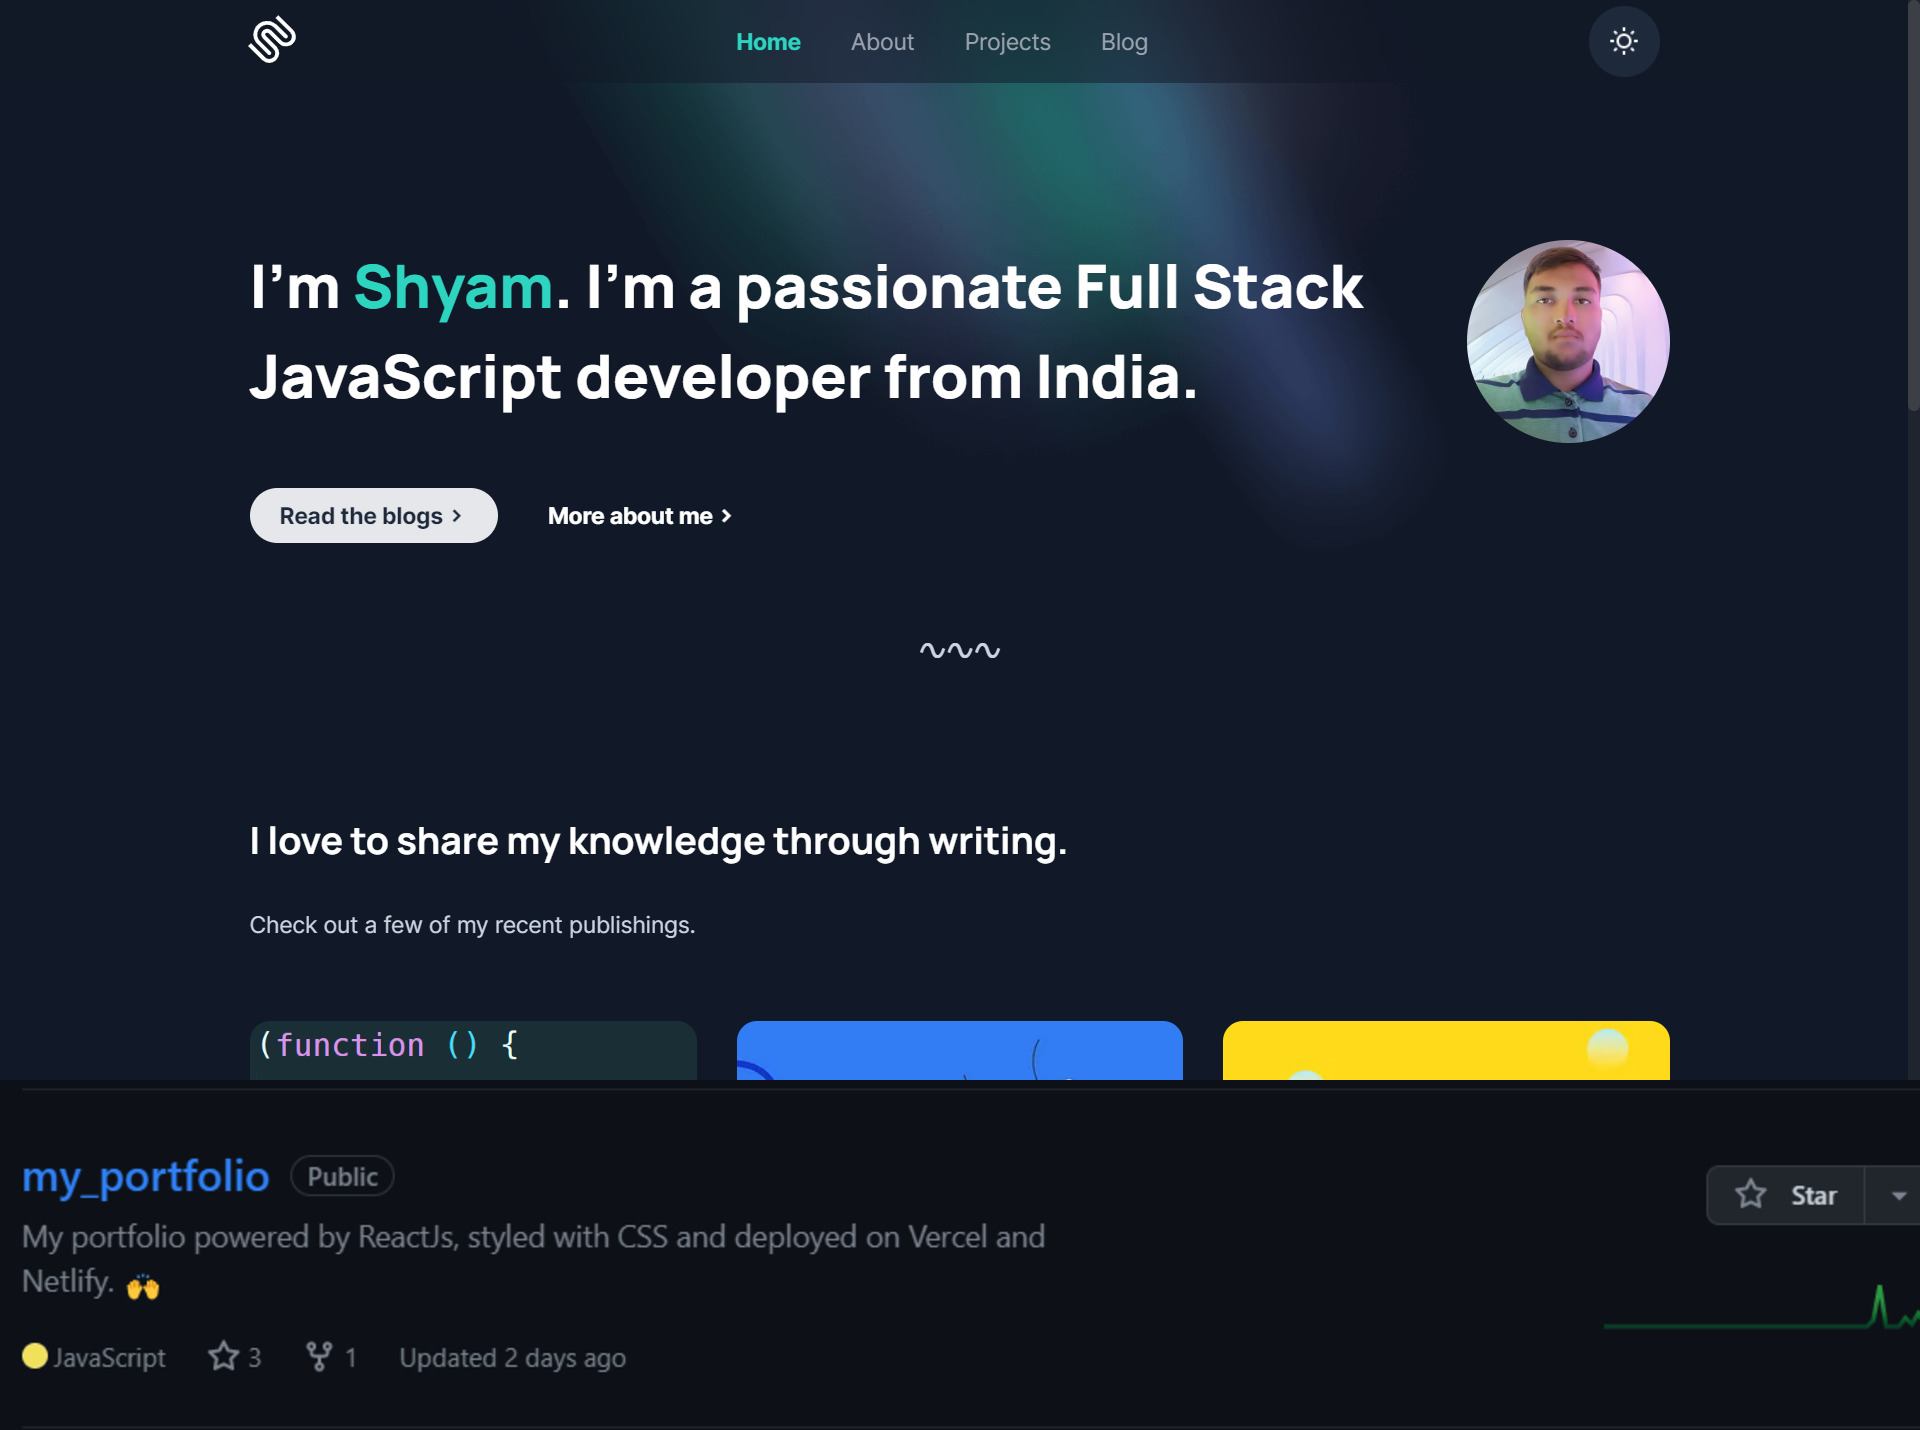 Home About Projects Blog
I’m Shyam. I’m a passionate Full Stack
JavaScript developer from India.
Read the blogs
More about me
I love to share my knowledge through writing.
Check out a few of my recent publishings.
(function () {
my_portfolio Public
Star
My portfolio powered by ReactJs, styled with CSS and deployed on Vercel and
Netlify. 🙌
JavaScript 3 1 Updated 2 days ago